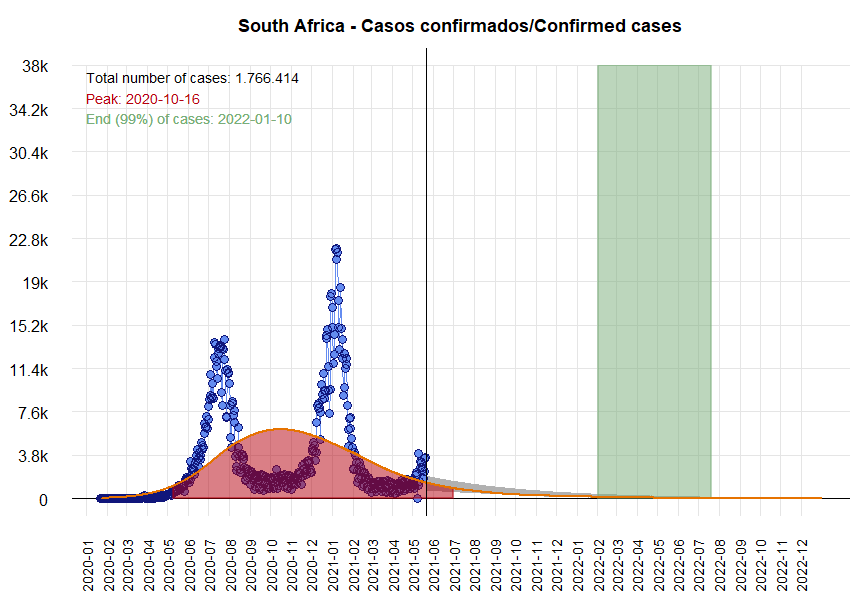 South Africa - Casos confirmados/Confirmed cases
38k
Total number of cases: 1.766.414
Peak: 2020-10-16
End (99%) of cases: 2022-01-10
34.2k
30.4k
26.6k
22.8k
19k
15.2k
11.4k
7.6k
3.8k
0
2020-01
2020-02
2020-03
2020-04
2020-05
2020-06
2020-07
2020-08
2020-09
2020-10
2020-11
2020-12
2021-01
2021-02
2021-03
2021-04
2021-05
2021-06
2021-07
2021-08
2021-09
2021-10
2021-11
2021-12
2022-01
2022-02
2022-03
2022-04
2022-05
2022-06
2022-07
2022-08
2022-09
2022-10
2022-11
2022-12